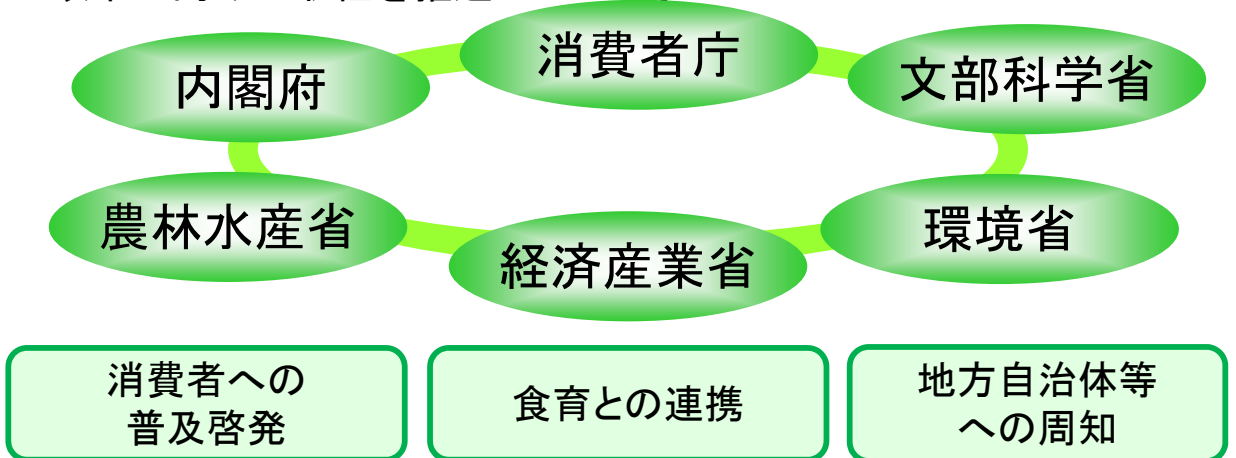 消費者庁
内閣府
文部科学省
農林水産省
環境省
経済産業省
消費者への
普及啓発
食育との連携
地方自治体等
への周知